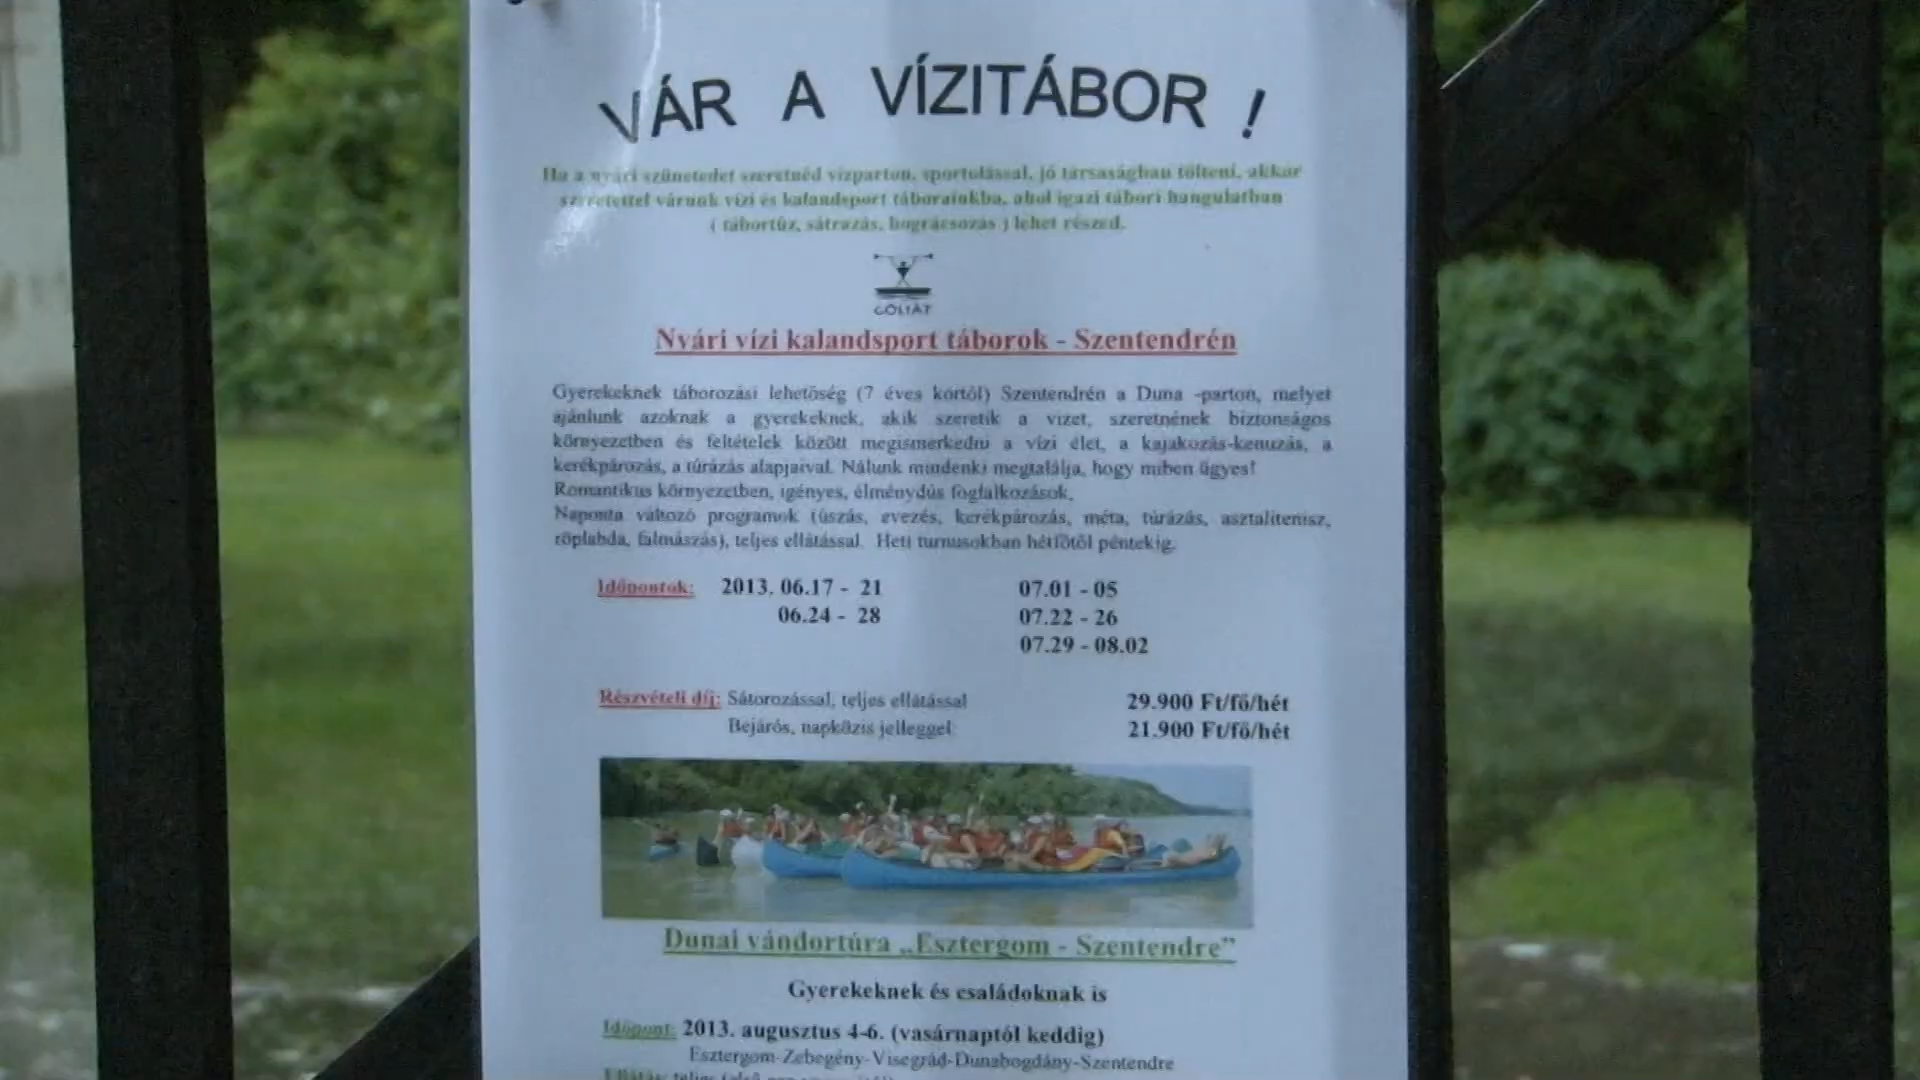 VÁR A VÍZITÁBOR !
Ha a nyári szünetedet szeretnéd vízparton, sportolással, jó társaságban tölteni, akkor
szeretettel várunk vízi és kalandsport táborainkba, ahol igazi tábori hangulatban
( tábortűz, sátrazás, bográcsozás ) lehet részed.
GÓLIÁT
Nyári vízi kalandsport táborok - Szentendrén
Gyerekeknek táborozási lehetőség (7 éves kortól) Szentendrén a Duna -parton, melyet
ajánlunk azoknak a gyerekeknek, akik szeretik a vizet, szeretnének biztonságos
környezetben és feltételek között megismerkedni a vízi élet, a kajakozás-kenuzás, a
kerékpározás, a túrázás alapjaival. Nálunk mindenki megtalálja, hogy miben ügyes!
Romantikus környezetben, igényes, élménydús foglalkozások.
Naponta változó programok (úszás, evezés, kerékpározás, méta, túrázás, asztalitenisz,
röplabda, falmászás), teljes ellátással. Heti turnusokban hétfőtől péntekig.
Időpontok: 2013. 06.17 - 21 07.01 - 05
06.24 - 28 07.22 - 26
07.29 - 08.02
Részvételi díj: Sátorozással, teljes ellátással 29.900 Ft/fő/hét
Bejárós, napközis jelleggel 21.900 Ft/fő/hét
Dunai vándortúra „Esztergom - Szentendre”
Gyerekeknek és családoknak is
Időpont: 2013. augusztus 4-6. (vasárnaptól keddig)
Esztergom-Zebegény-Visegrád-Dunabogdány-Szentendre
Ellátás: teljes (első nap